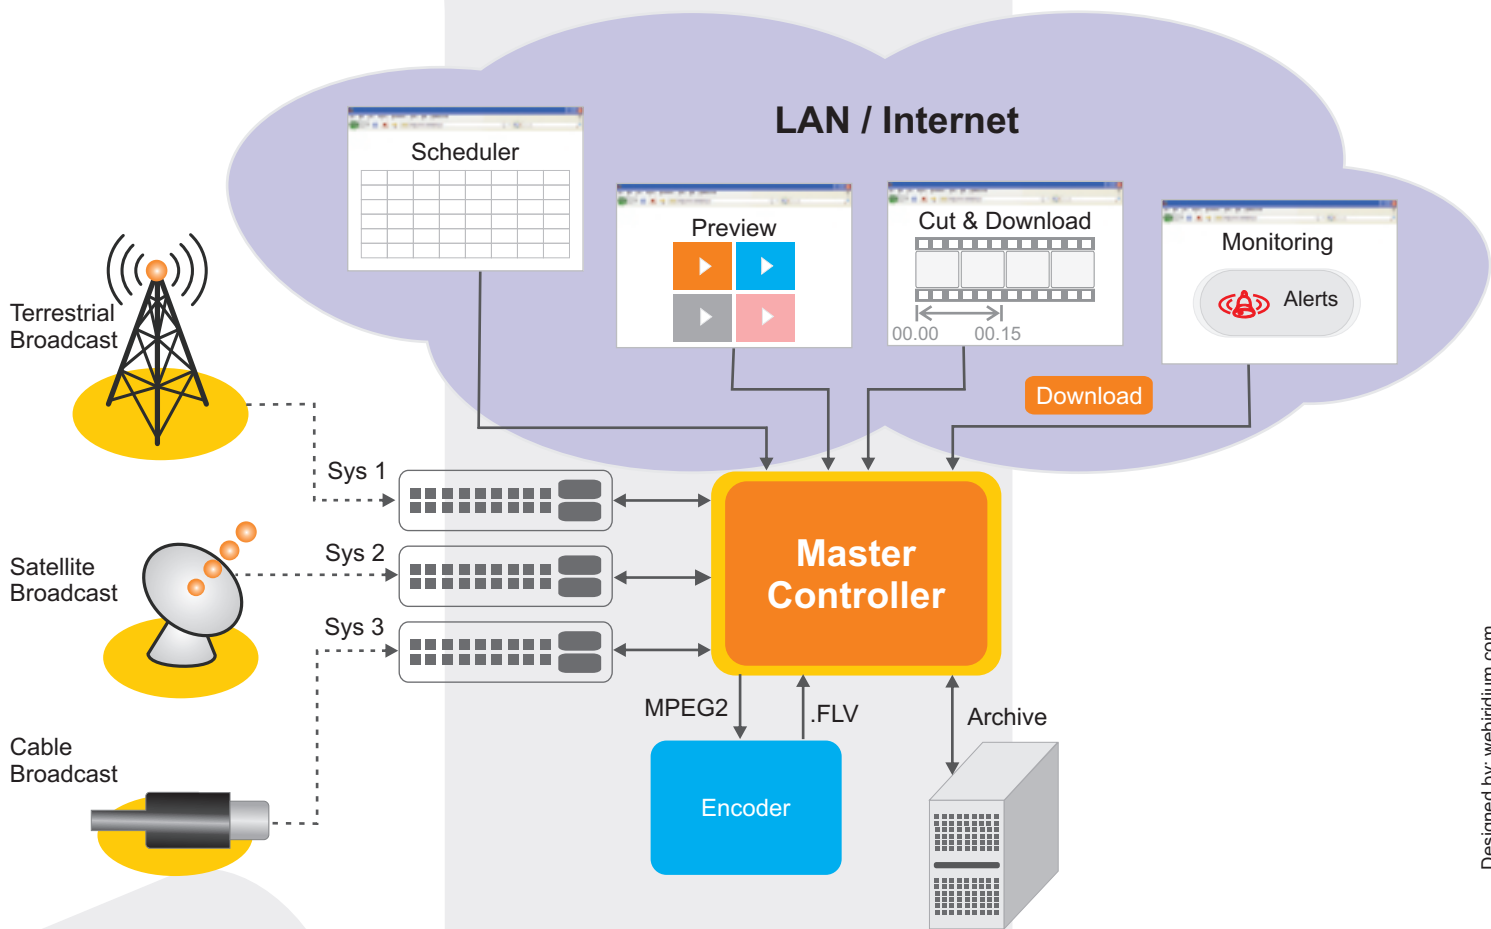 LAN / Internet
Scheduler
Preview
Cut & Download
00.00 00.15
Monitoring
Alerts
Download
Terrestrial
Broadcast
Sys 1
Satellite
Broadcast
Sys 2
Sys 3
Cable
Broadcast
Master
Controller
MPEG2
.FLV
Archive
Encoder
Designed by: webiridium.com